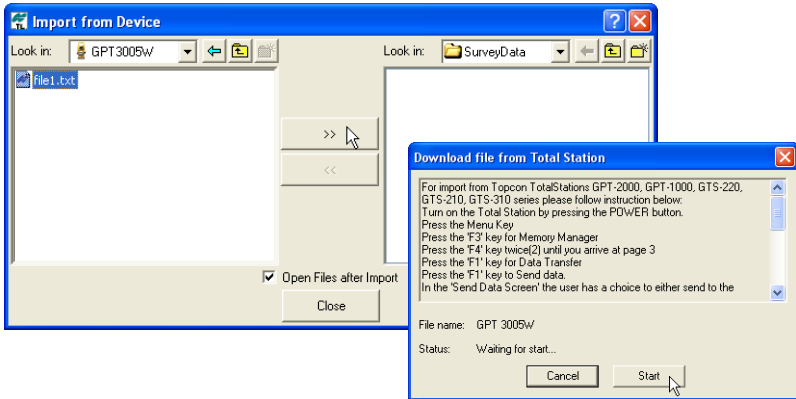 Import from Device
Look in: GPT3005W
Look in: SurveyData
file1.txt
>>
<<
Open Files after Import
Close
Download file from Total Station
For import from Topcon TotalStations GPT-2000, GPT-1000, GTS-220,
GTS-210, GTS-310 series please follow instruction below:
Turn on the Total Station by pressing the POWER button.
Press the Menu Key
Press the 'F3' key for Memory Manager
Press the 'F4' key twice(2) until you arrive at page 3
Press the 'F1' key for Data Transfer
Press the 'F1' key to Send data.
In the 'Send Data Screen' the user has a choice to either send to the
File name: GPT 3005W
Status: Waiting for start...
Cancel Start